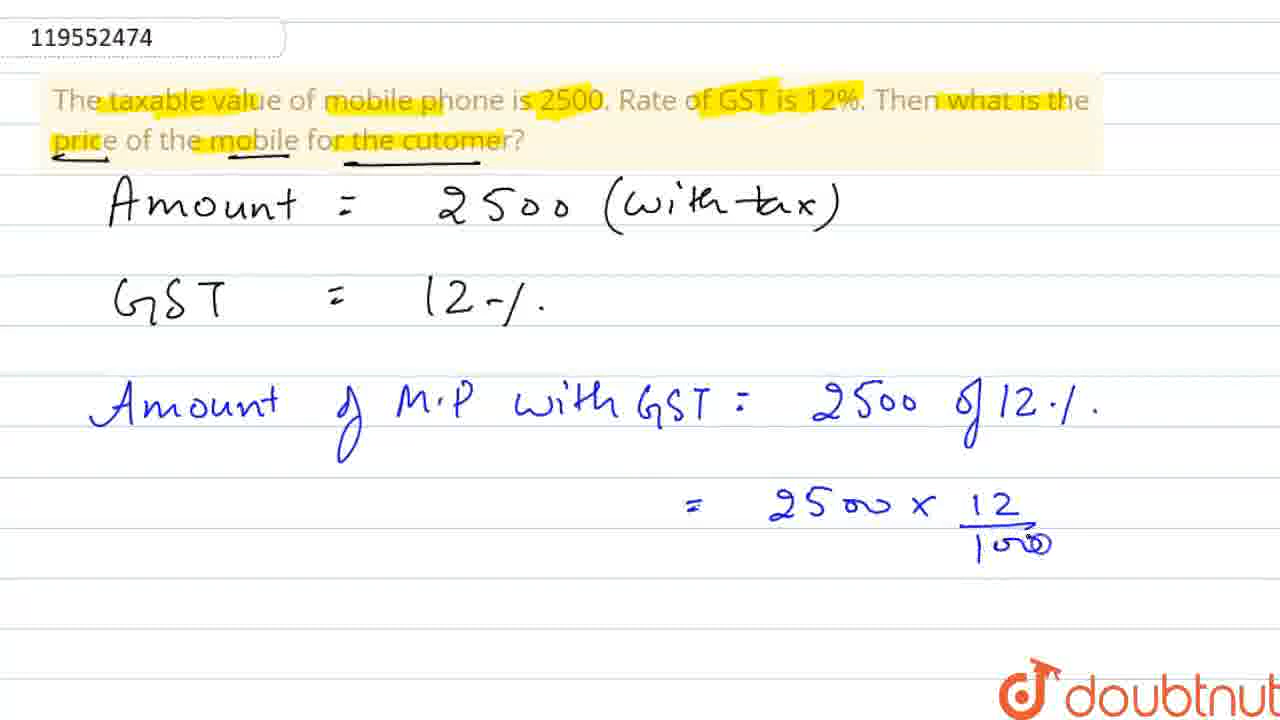 119552474
The taxable value of mobile phone is 2500. Rate of GST is 12%. Then what is the
price of the mobile for the cutomer?
Amount = 2500 (with tax)
GST = 12 %.
Amount of M.P with GST = 2500 of 12 %.
= 2500 × 12/100
doubtnut